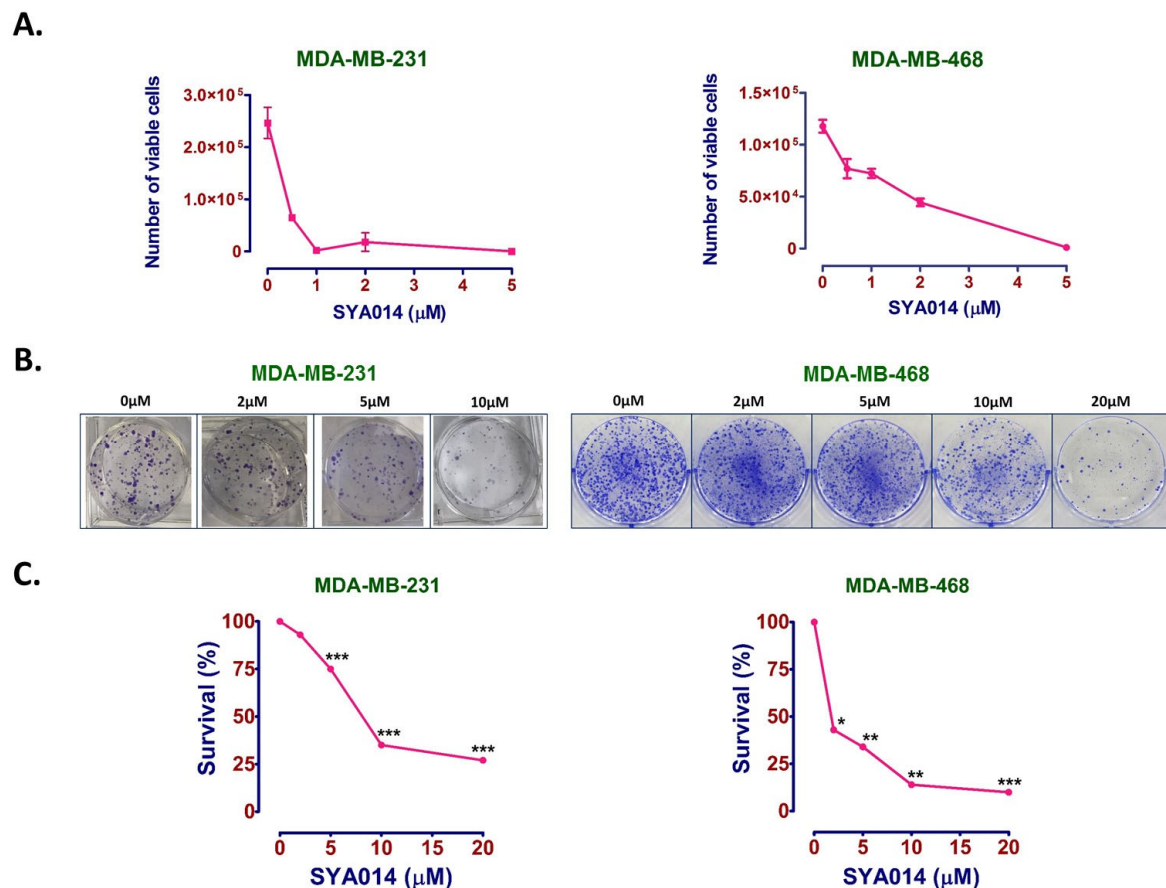 A.
MDA-MB-231
Number of viable cells
3.0×10⁵
2.0×10⁵
1.0×10⁵
0
0 1 2 3 4 5
SYA014 (μM)
MDA-MB-468
Number of viable cells
1.5×10⁵
1.0×10⁵
5.0×10⁴
0
0 1 2 3 4 5
SYA014 (μM)
B.
MDA-MB-231
0μM 2μM 5μM 10μM
MDA-MB-468
0μM 2μM 5μM 10μM 20μM
C.
MDA-MB-231
Survival (%)
100
75
50
25
0
***
***
***
0 5 10 15 20
SYA014 (μM)
MDA-MB-468
Survival (%)
100
75
50
25
0
*
**
**
***
0 5 10 15 20
SYA014 (μM)